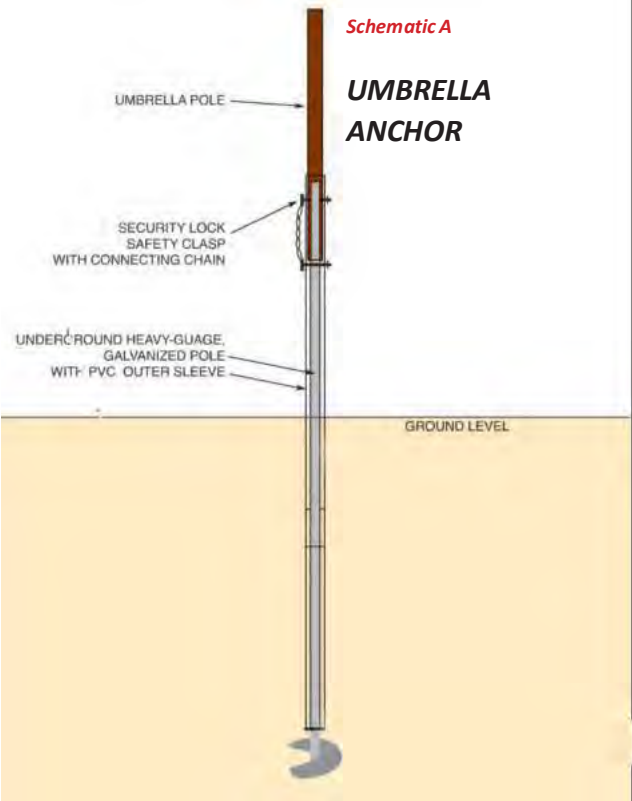 Schematic A
UMBRELLA
ANCHOR
UMBRELLA POLE
SECURITY LOCK
SAFETY CLASP
WITH CONNECTING CHAIN
UNDERGROUND HEAVY-GUAGE,
GALVANIZED POLE
WITH PVC OUTER SLEEVE
GROUND LEVEL